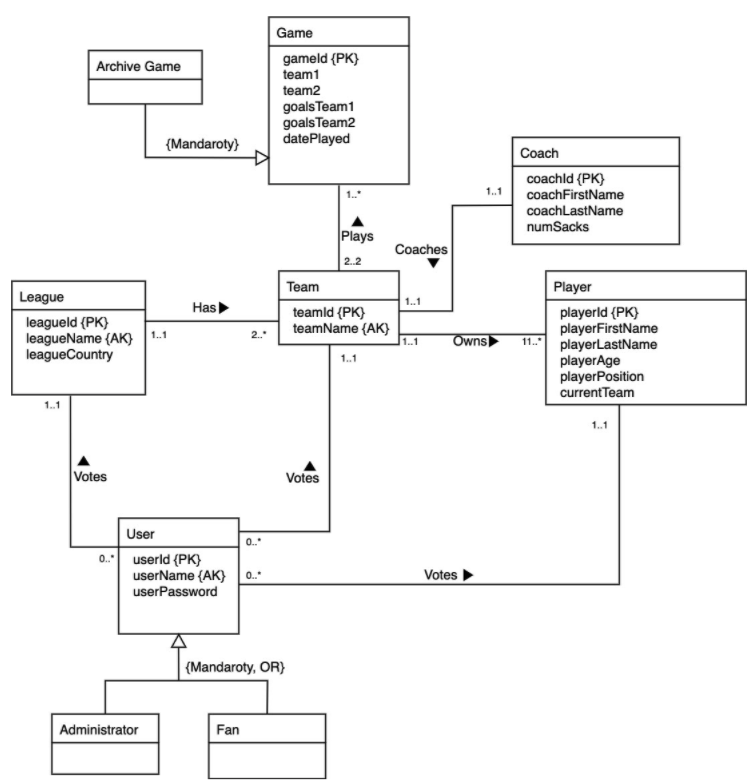 Game
gameId {PK}
team1
team2
goalsTeam1
goalsTeam2
datePlayed
Archive Game
{Mandaroty}
Coach
coachId {PK}
coachFirstName
coachLastName
numSacks
1..1
1..*
Plays
2..2
Coaches
1..1
League
leagueId {PK}
leagueName {AK}
leagueCountry
Has
1..1
2..*
Team
teamId {PK}
teamName {AK}
1..1
Owns
11..*
Player
playerId {PK}
playerFirstName
playerLastName
playerAge
playerPosition
currentTeam
1..1
1..1
1..1
Votes
Votes
0..*
User
userId {PK}
userName {AK}
userPassword
0..*
0..*
Votes
{Mandaroty, OR}
Administrator
Fan